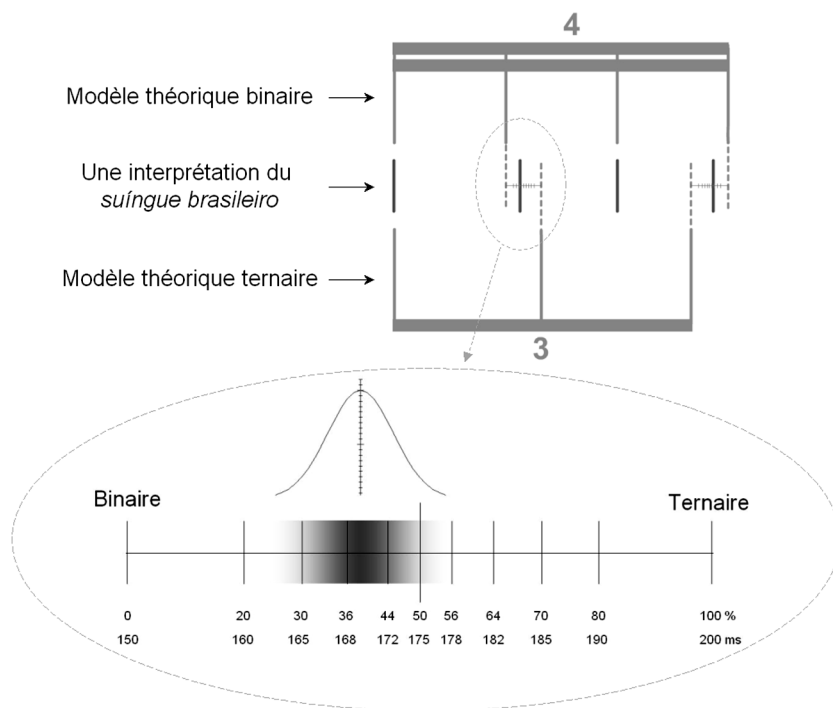 4
Modèle théorique binaire
Une interprétation du
suíngue brasileiro
Modèle théorique ternaire
3
Binaire
Ternaire
0 20 30 36 44 50 56 64 70 80 100 %
150 160 165 168 172 175 178 182 185 190 200 ms